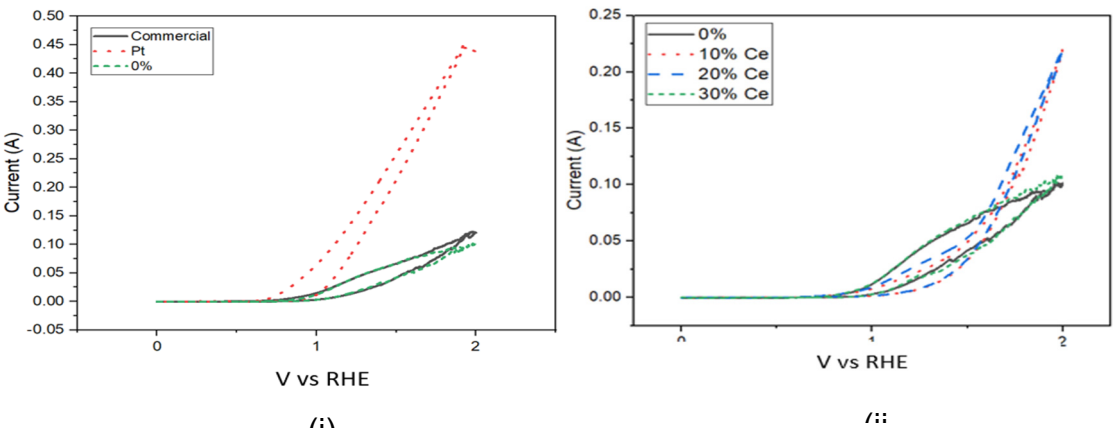 0.50
0.45
0.40
0.35
0.30
0.25
0.20
0.15
0.10
0.05
0.00
-0.05
Current (A)
Commercial
Pt
0%
0
1
2
V vs RHE
(i)
0.25
0.20
0.15
0.10
0.05
0.00
Current (A)
0%
10% Ce
20% Ce
30% Ce
0
1
2
V vs RHE
(ii